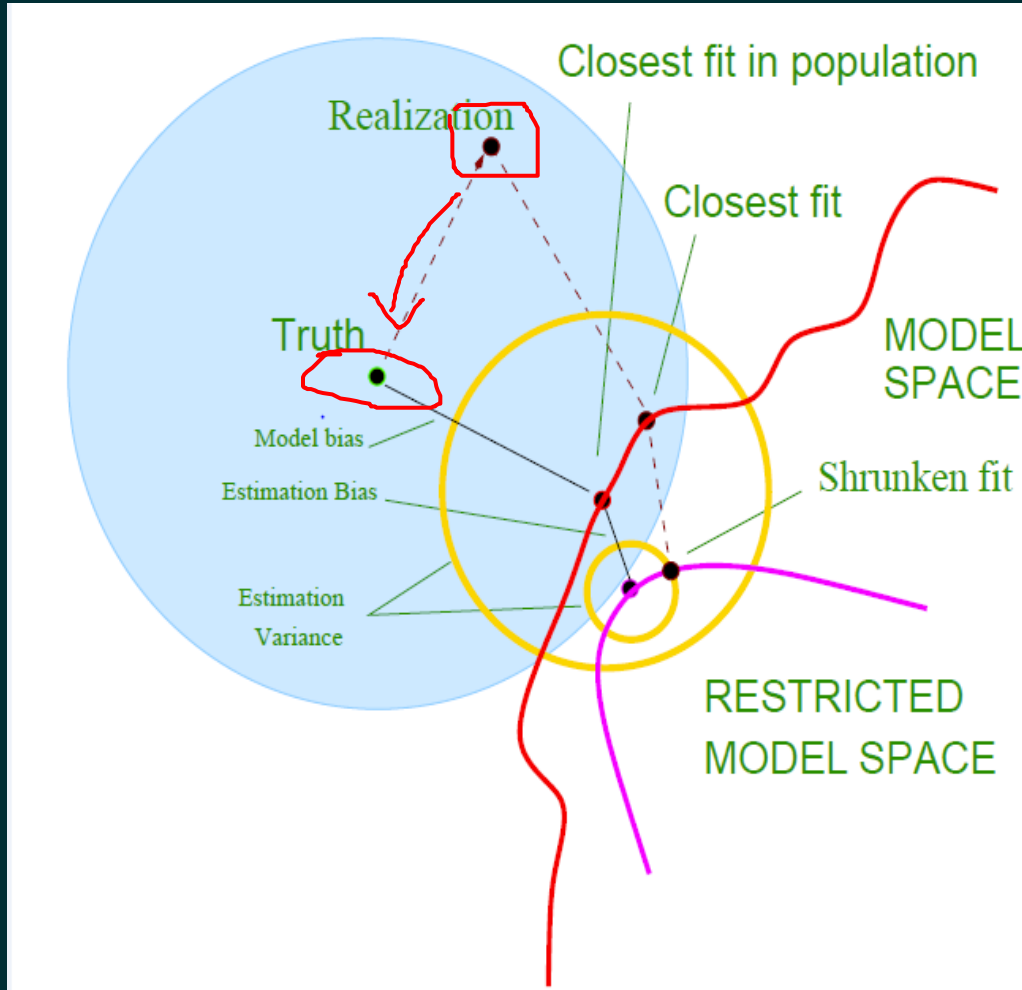 Closest fit in population
Realization
Closest fit
Truth
MODEL
SPACE
Model bias
Shrunken fit
Estimation Bias
Estimation
Variance
RESTRICTED
MODEL SPACE